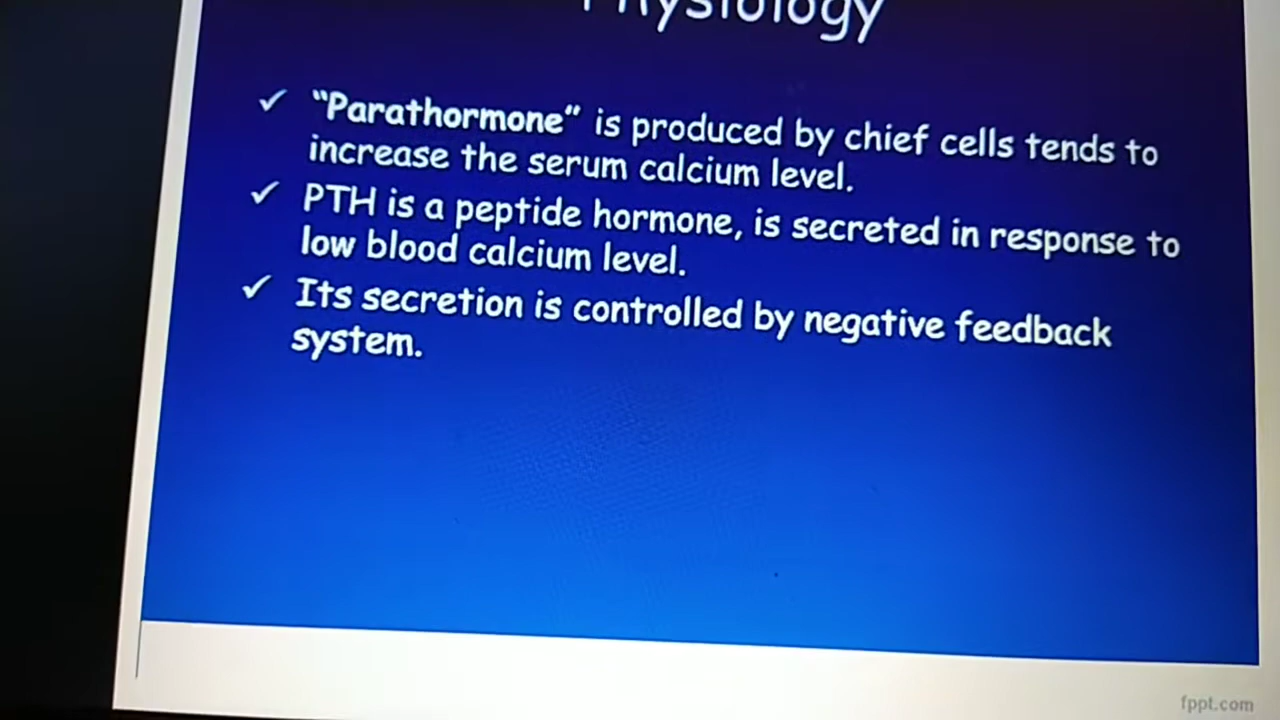 Physiology
✓ “Parathormone” is produced by chief cells tends to
increase the serum calcium level.
✓ PTH is a peptide hormone, is secreted in response to
low blood calcium level.
✓ Its secretion is controlled by negative feedback
system.
fppt.com